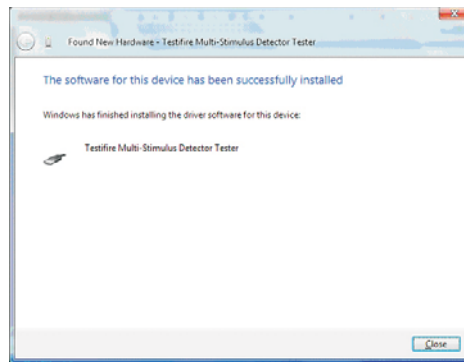 Found New Hardware - Testifire Multi-Stimulus Detector Tester
The software for this device has been successfully installed
Windows has finished installing the driver software for this device:
Testifire Multi-Stimulus Detector Tester
Close